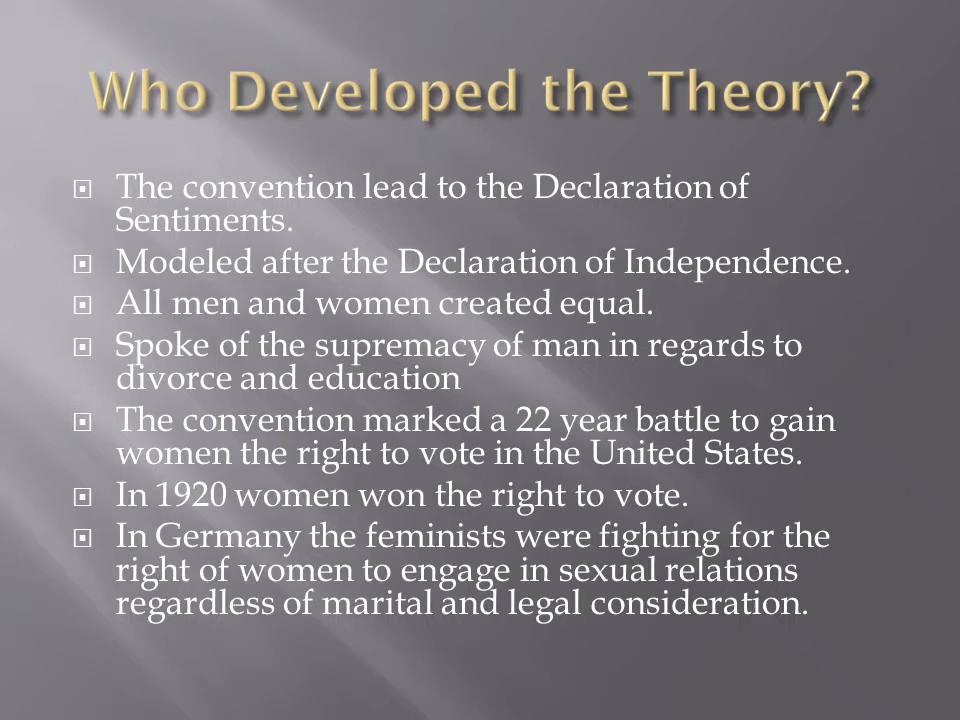 Who Developed the Theory?
The convention lead to the Declaration of
Sentiments.
Modeled after the Declaration of Independence.
All men and women created equal.
Spoke of the supremacy of man in regards to
divorce and education
The convention marked a 22 year battle to gain
women the right to vote in the United States.
In 1920 women won the right to vote.
In Germany the feminists were fighting for the
right of women to engage in sexual relations
regardless of marital and legal consideration.